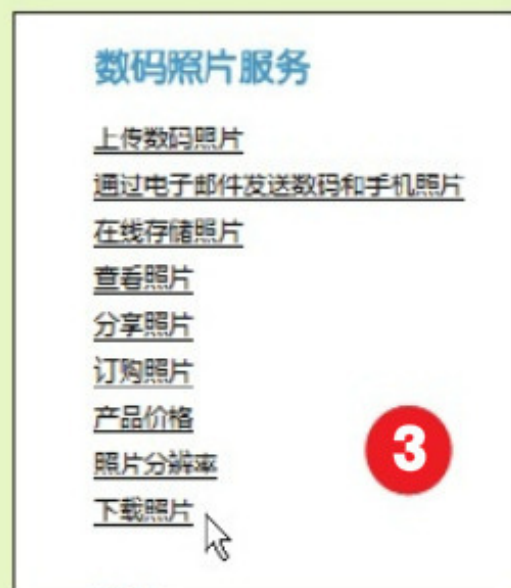 数码照片服务
上传数码照片
通过电子邮件发送数码和手机照片
在线存储照片
查看照片
分享照片
订购照片
产品价格
照片分辨率
下载照片
3